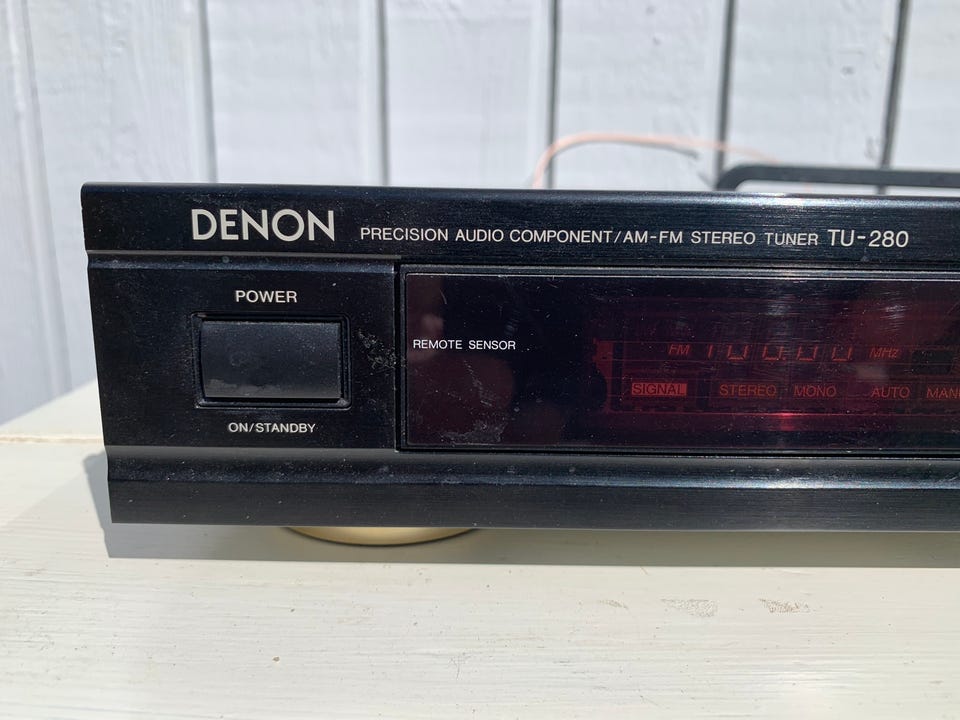 DENON PRECISION AUDIO COMPONENT/AM-FM STEREO TUNER TU-280
POWER
REMOTE SENSOR
FM MHz
SIGNAL STEREO MONO AUTO
ON/STANDBY